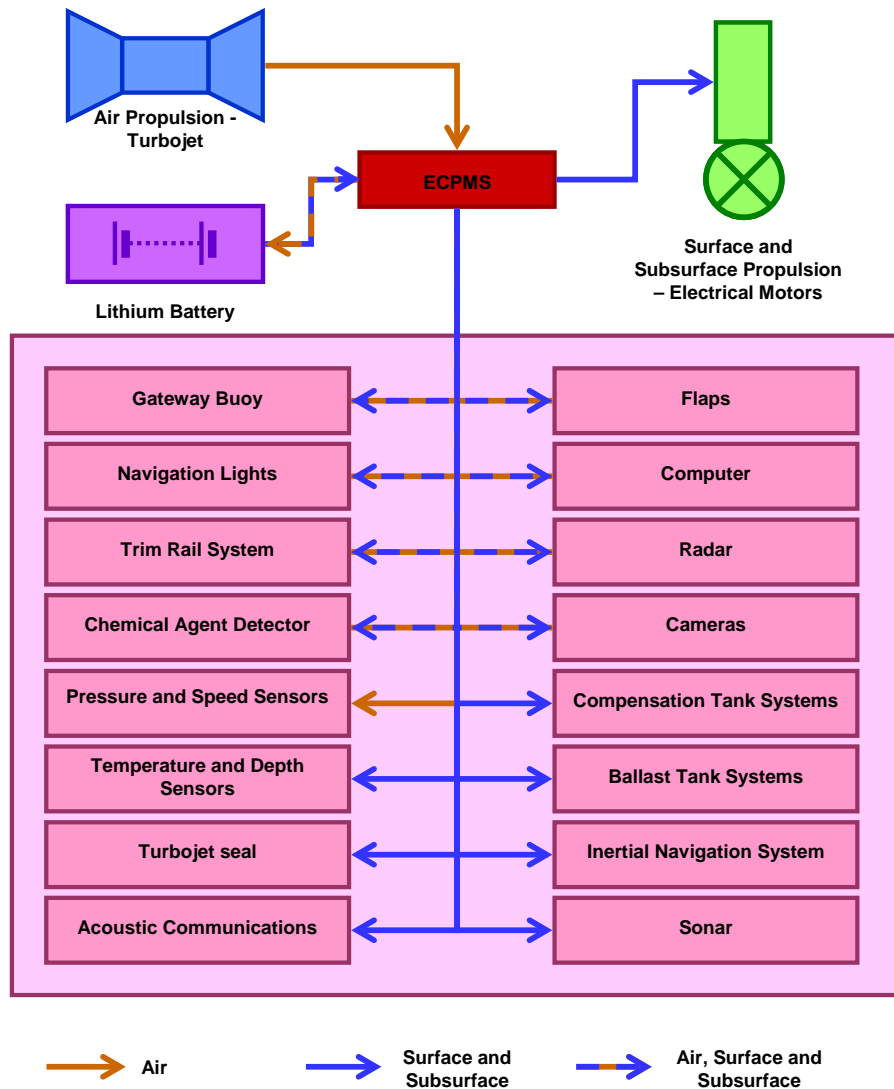 Air Propulsion -
Turbojet
ECPMS
Surface and
Subsurface Propulsion
– Electrical Motors
Lithium Battery
Gateway Buoy
Flaps
Navigation Lights
Computer
Trim Rail System
Radar
Chemical Agent Detector
Cameras
Pressure and Speed Sensors
Compensation Tank Systems
Temperature and Depth
Sensors
Ballast Tank Systems
Turbojet seal
Inertial Navigation System
Acoustic Communications
Sonar
Air
Surface and
Subsurface
Air, Surface and
Subsurface